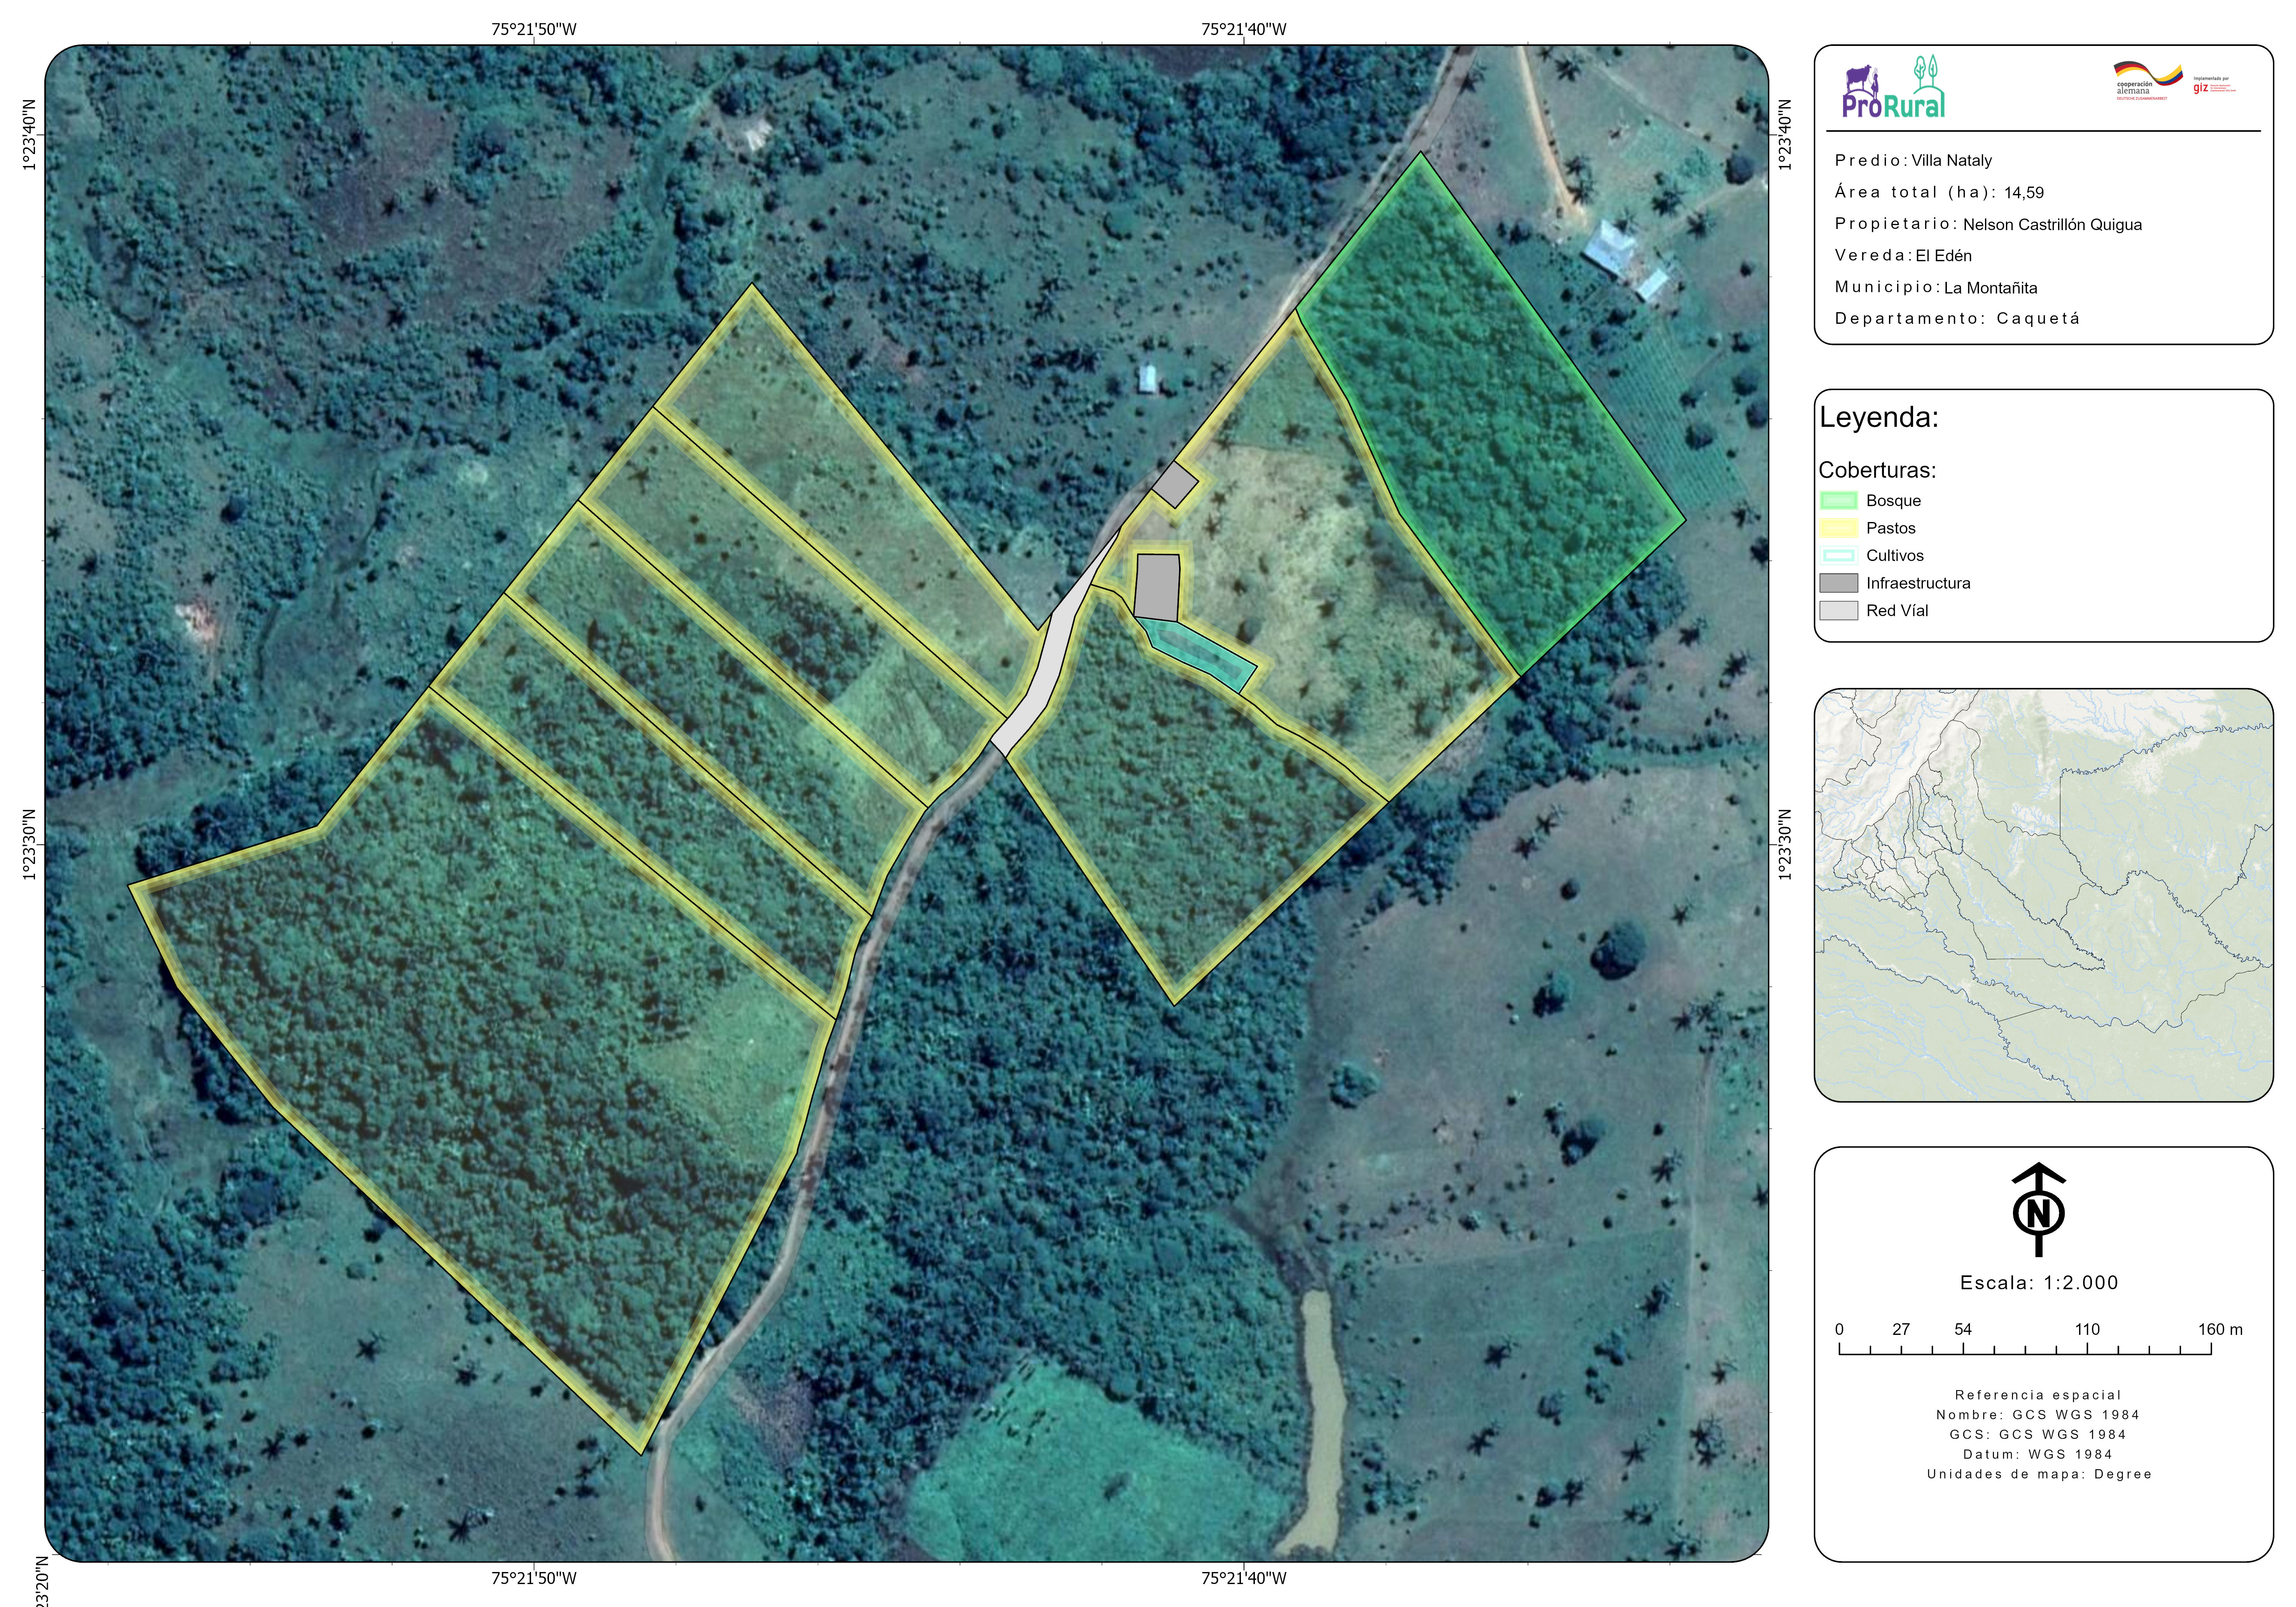 75°21'50"W
75°21'40"W
1°23'40"N
1°23'40"N
1°23'30"N
1°23'30"N
23'20"N
75°21'50"W
75°21'40"W
ProRural
cooperación
alemana
DEUTSCHE ZUSAMMENARBEIT
Implementada por
giz
Predio: Villa Nataly
Área total (ha): 14,59
Propietario: Nelson Castrillón Quigua
Vereda: El Edén
Municipio: La Montañita
Departamento: Caquetá
Leyenda:
Coberturas:
Bosque
Pastos
Cultivos
Infraestructura
Red Víal
N
Escala: 1:2.000
0 27 54 110 160 m
Referencia espacial
Nombre: GCS WGS 1984
GCS: GCS WGS 1984
Datum: WGS 1984
Unidades de mapa: Degree